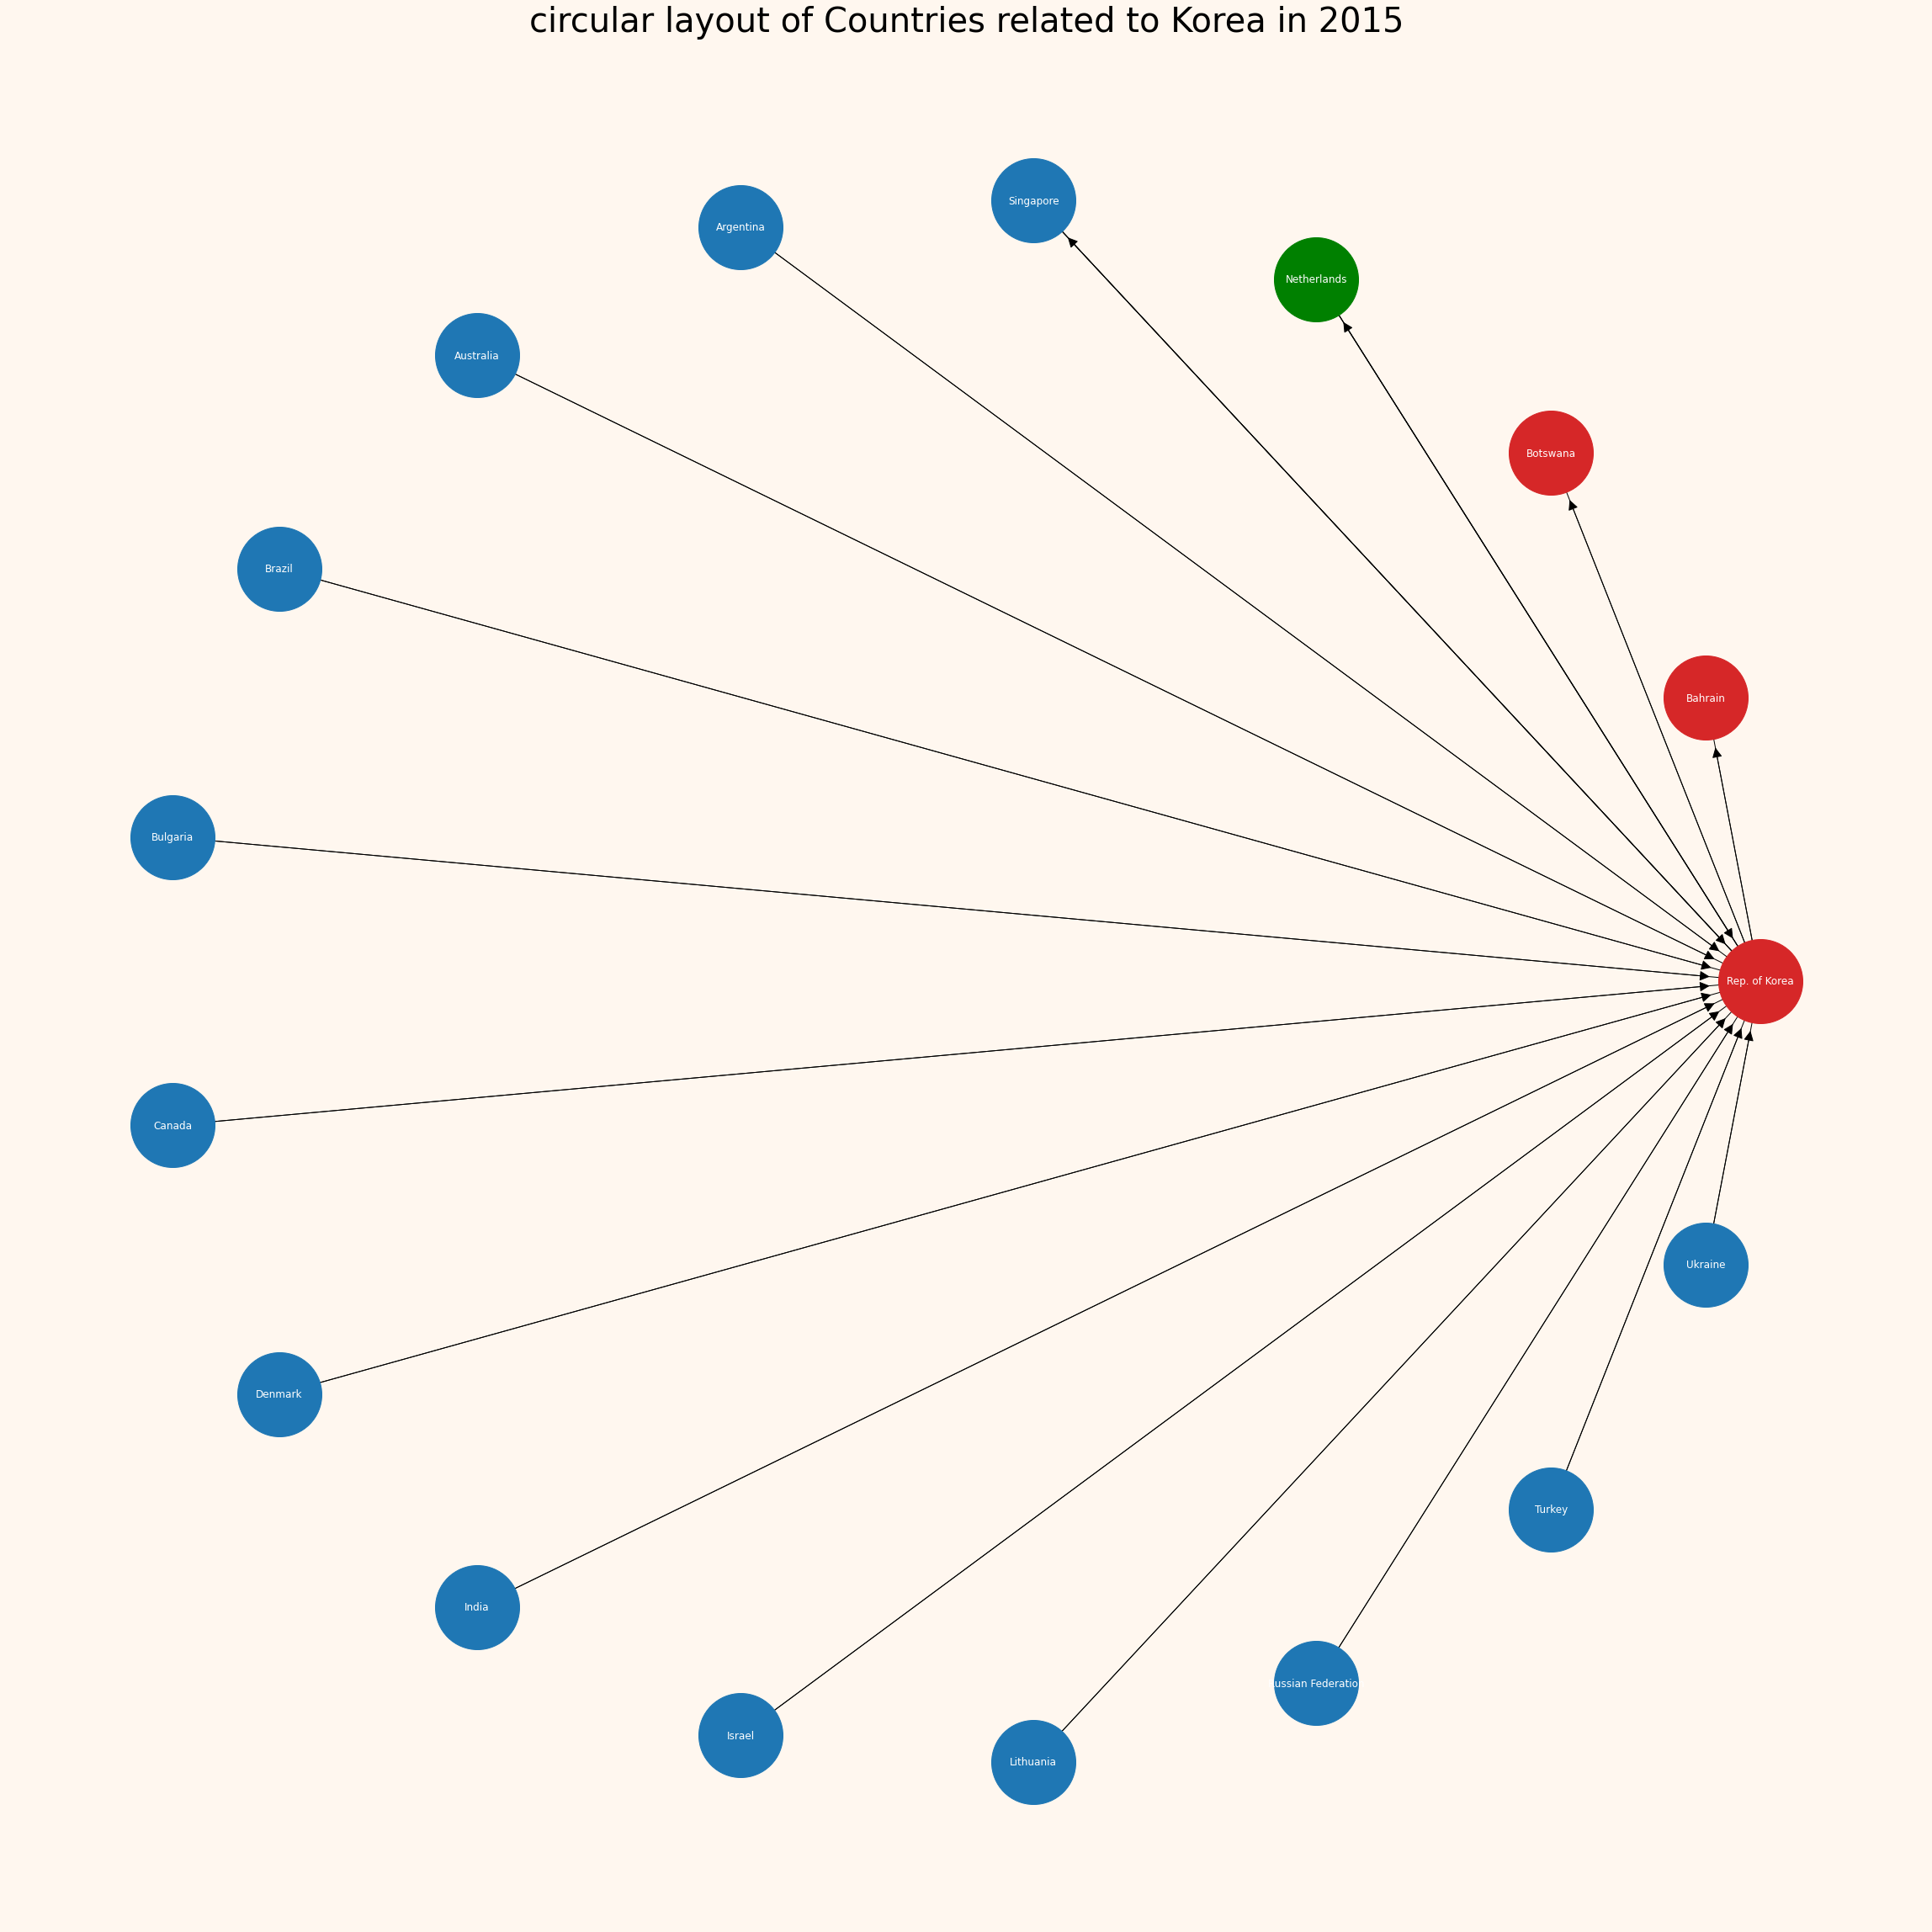 circular layout of Countries related to Korea in 2015
Singapore
Argentina
Netherlands
Australia
Botswana
Brazil
Bahrain
Bulgaria
Rep. of Korea
Canada
Ukraine
Denmark
Turkey
India
ussian Federatio
Israel
Lithuania